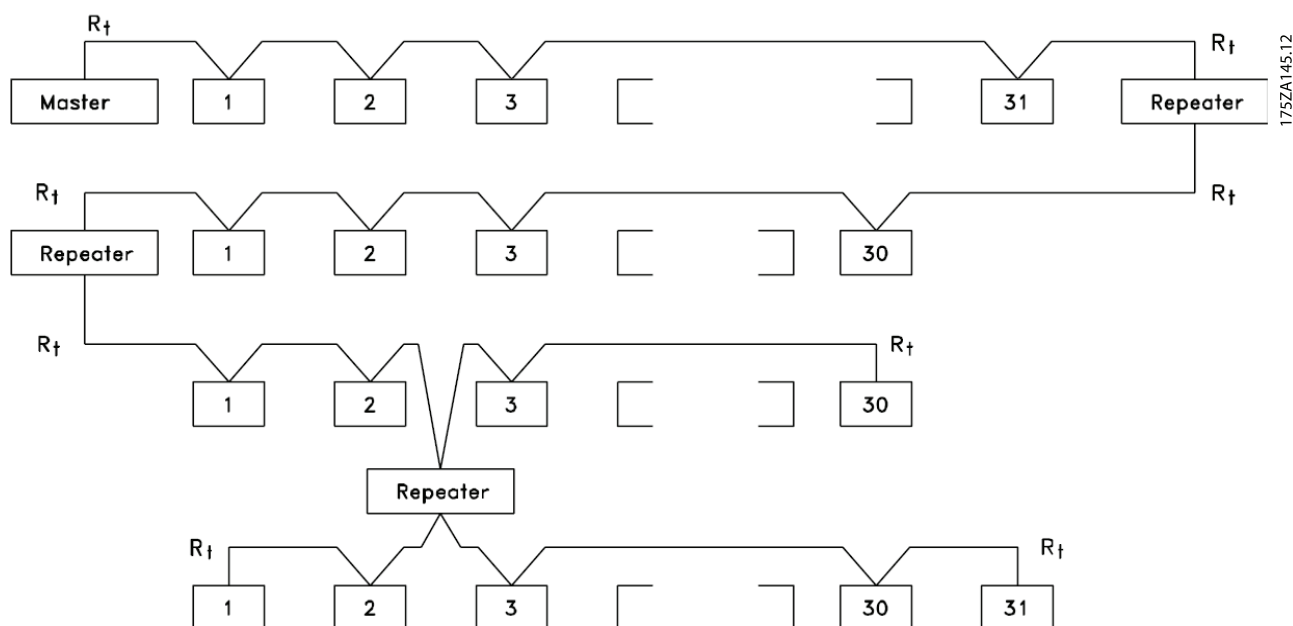 Rt Rt
Master 1 2 3 31 Repeater
175ZA145.12
Rt Rt
Repeater 1 2 3 30
Rt Rt
1 2 3 30
Repeater
Rt Rt
1 2 3 30 31